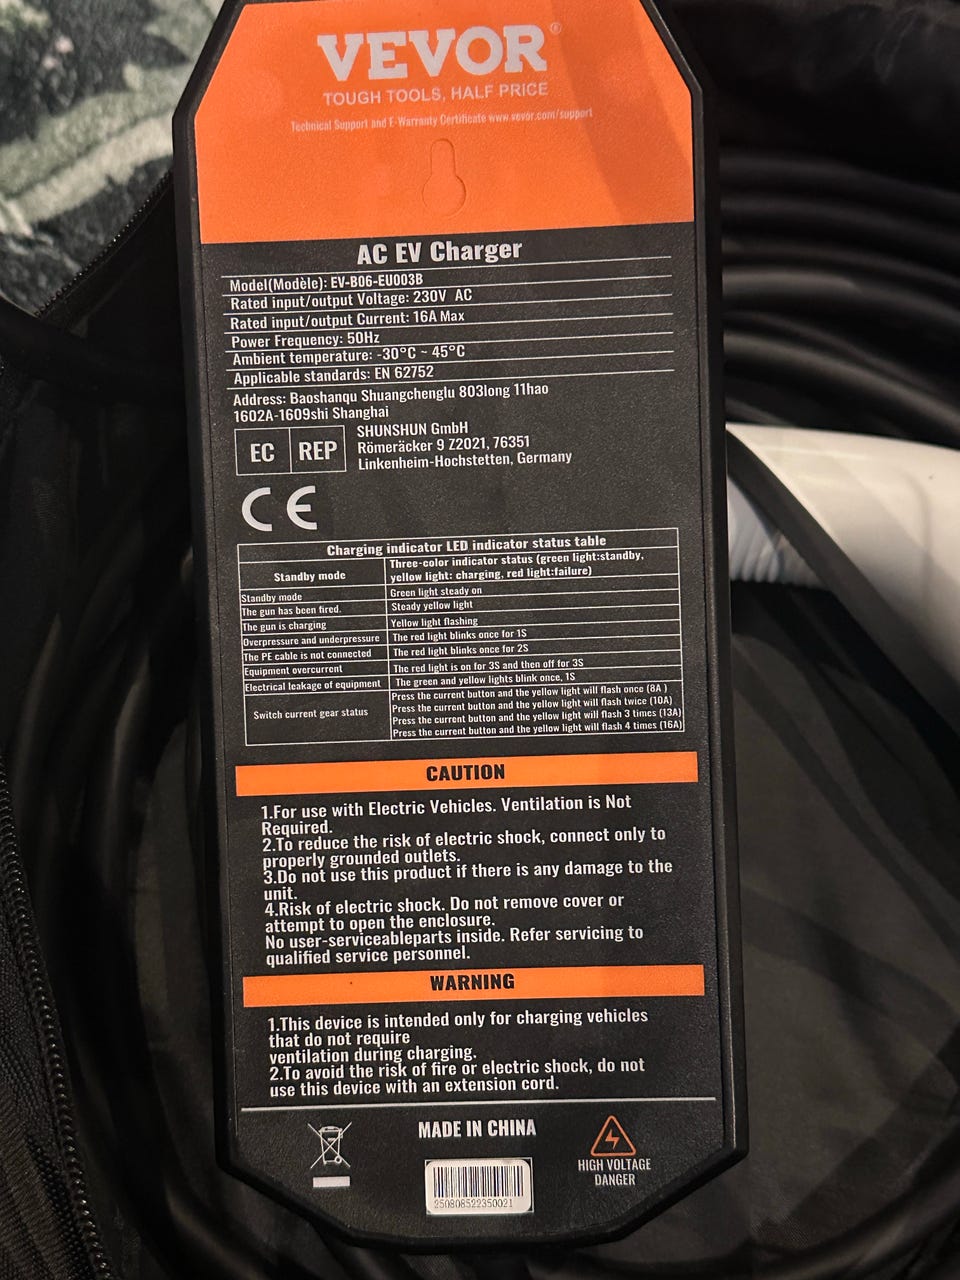 VEVOR®
TOUGH TOOLS, HALF PRICE
Technical Support and E-Warranty Certificate www.vevor.com/support
AC EV Charger
Model(Modèle): EV-B06-EU003B
Rated input/output Voltage: 230V AC
Rated input/output Current: 16A Max
Power Frequency: 50Hz
Ambient temperature: -30°C ~ 45°C
Applicable standards: EN 62752
Address: Baoshanqu Shuangchenglu 803long 11hao
1602A-1609shi Shanghai
EC REP
SHUNSHUN GmbH
Römeräcker 9 Z2021, 76351
Linkenheim-Hochstetten, Germany
CE
Charging indicator LED indicator status table
Standby mode
Three-color indicator status (green light:standby,
yellow light: charging, red light:failure)
Standby mode Green light steady on
The gun has been fired. Steady yellow light
The gun is charging Yellow light flashing
Overpressure and underpressure The red light blinks once for 1S
The PE cable is not connected The red light blinks once for 2S
Equipment overcurrent The red light is on for 3S and then off for 3S
Electrical leakage of equipment The green and yellow lights blink once, 1S
Switch current gear status
Press the current button and the yellow light will flash once (8A )
Press the current button and the yellow light will flash twice (10A)
Press the current button and the yellow light will flash 3 times (13A)
Press the current button and the yellow light will flash 4 times (16A)
CAUTION
1.For use with Electric Vehicles. Ventilation is Not
Required.
2.To reduce the risk of electric shock, connect only to
properly grounded outlets.
3.Do not use this product if there is any damage to the
unit.
4.Risk of electric shock. Do not remove cover or
attempt to open the enclosure.
No user-serviceableparts inside. Refer servicing to
qualified service personnel.
WARNING
1.This device is intended only for charging vehicles
that do not require
ventilation during charging.
2.To avoid the risk of fire or electric shock, do not
use this device with an extension cord.
MADE IN CHINA
HIGH VOLTAGE
DANGER
250808522350021